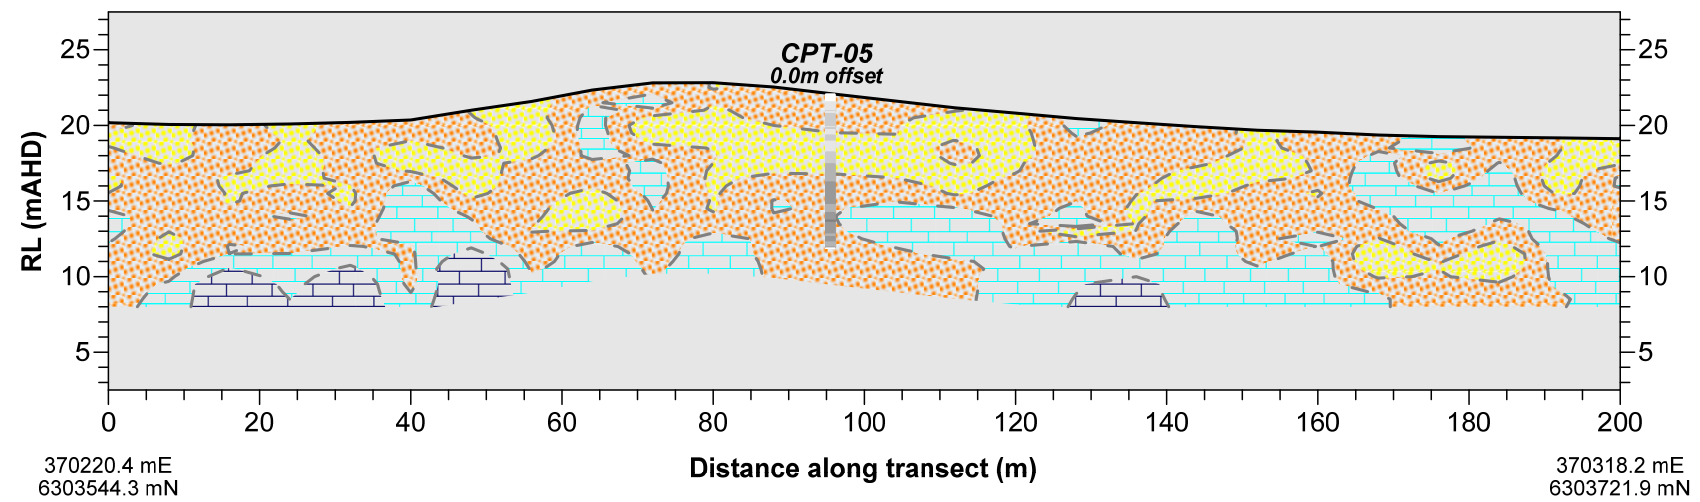 CPT-05
0.0m offset
25
20
15
10
5
RL (mAHD)
25
20
15
10
5
0 20 40 60 80 100 120 140 160 180 200
Distance along transect (m)
370220.4 mE
6303544.3 mN
370318.2 mE
6303721.9 mN